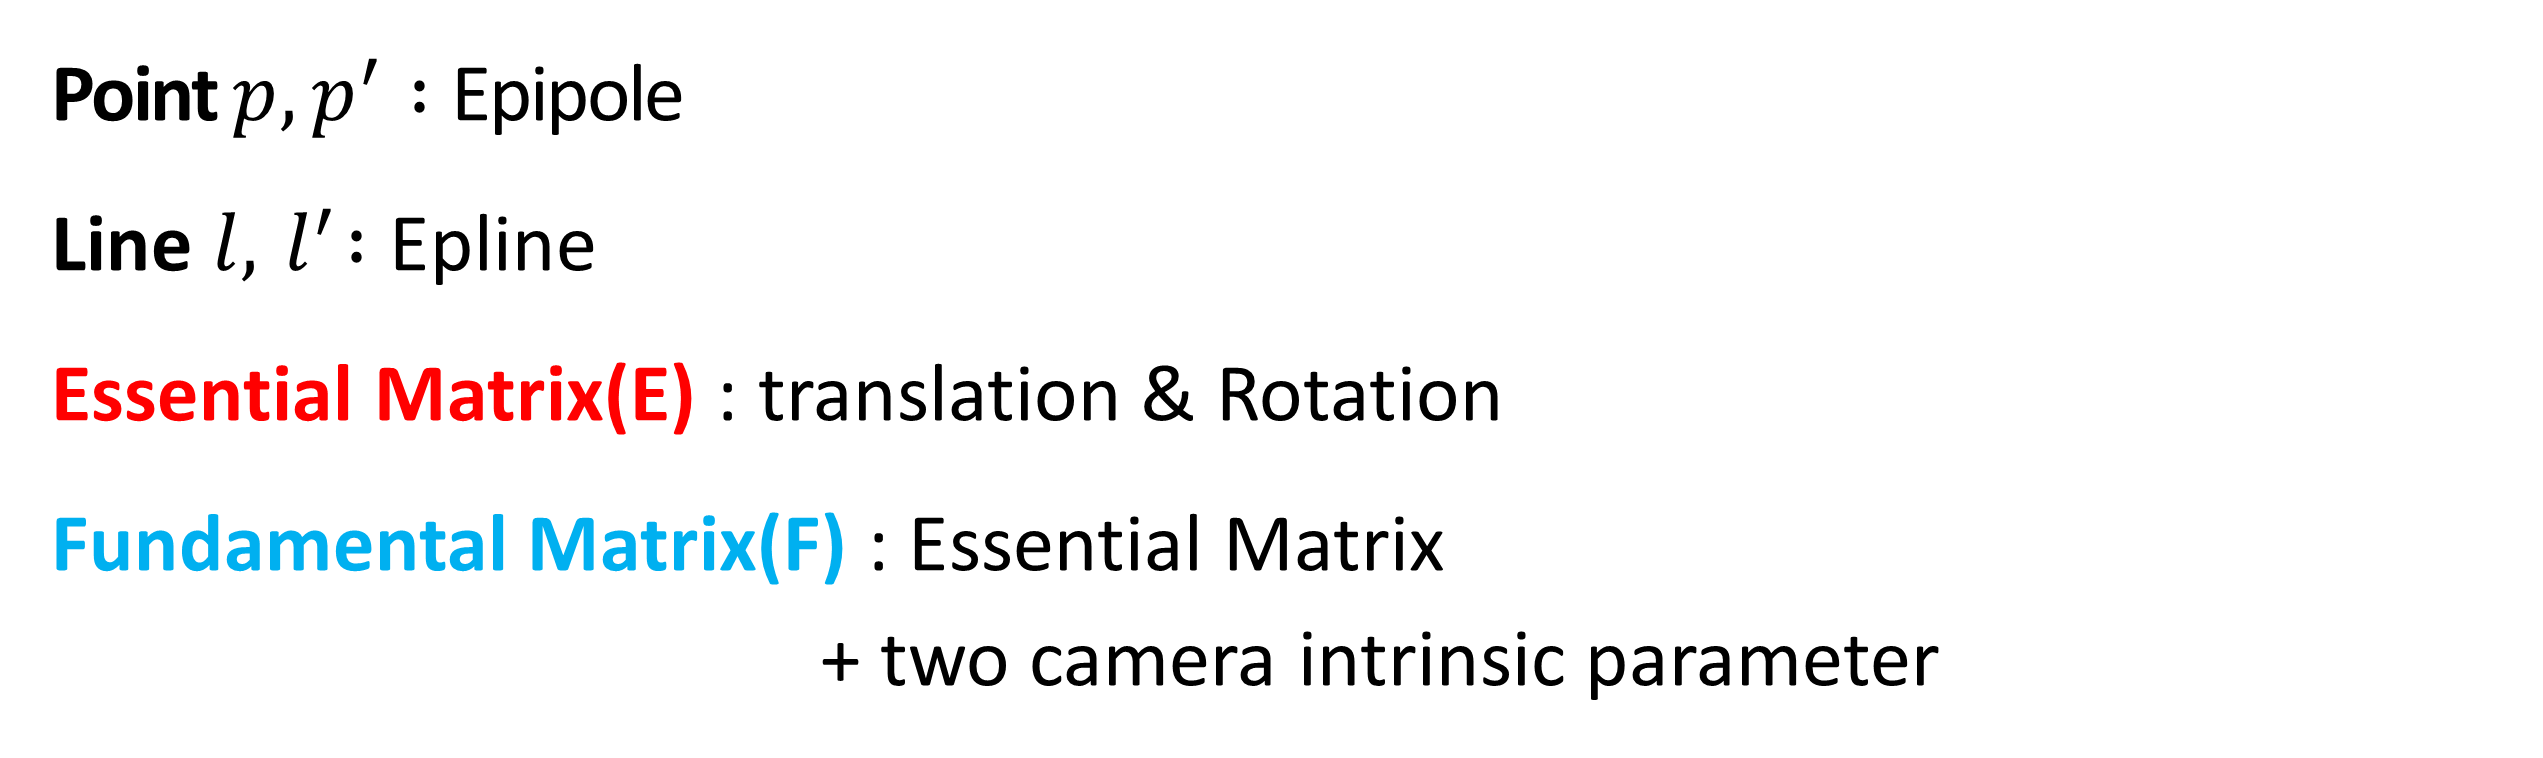 Point p, p′ : Epipole
Line l, l′ : Epline
Essential Matrix(E) : translation & Rotation
Fundamental Matrix(F) : Essential Matrix
+ two camera intrinsic parameter